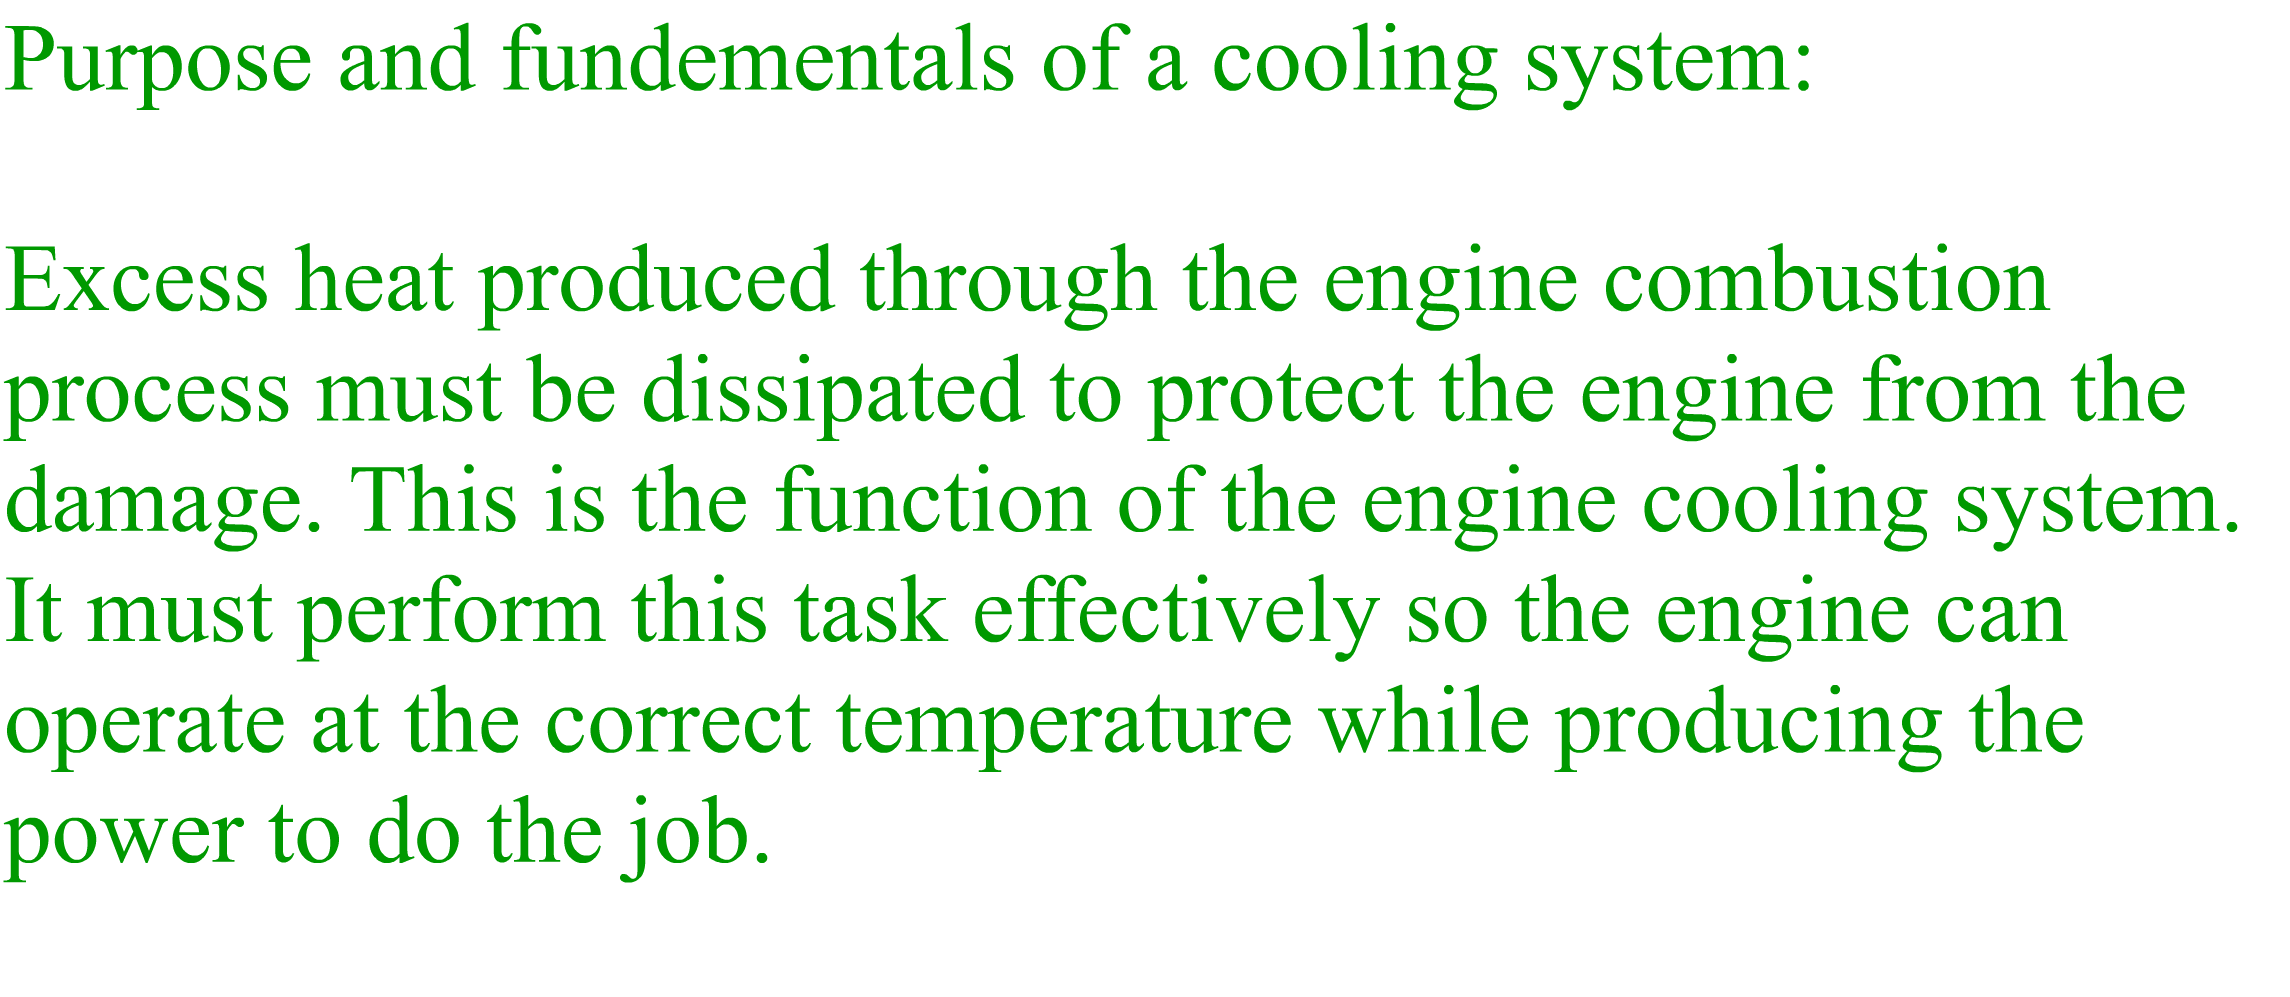 Purpose and fundementals of a cooling system:
Excess heat produced through the engine combustion
process must be dissipated to protect the engine from the
damage. This is the function of the engine cooling system.
It must perform this task effectively so the engine can
operate at the correct temperature while producing the
power to do the job.